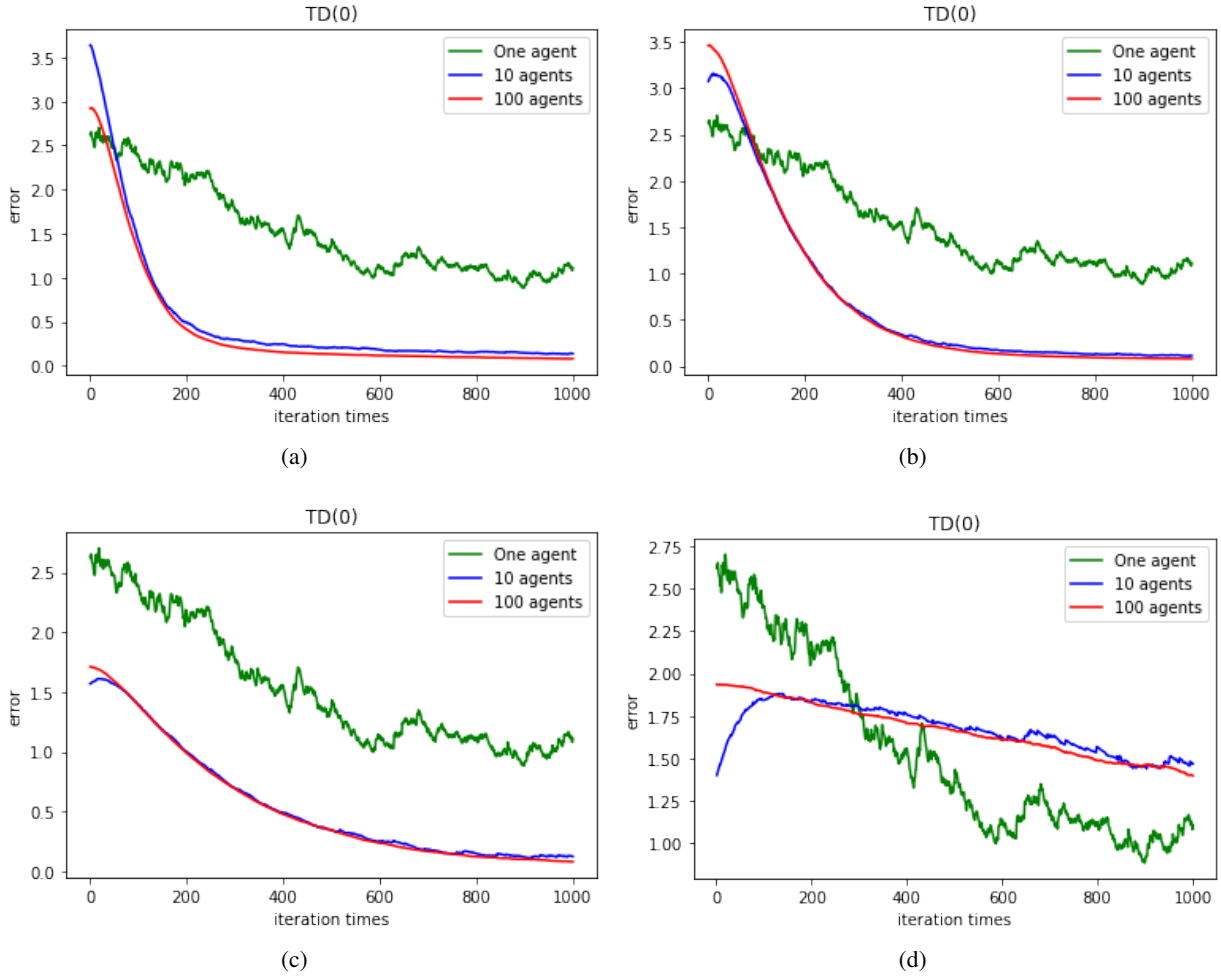 TD(0)
error
3.5
3.0
2.5
2.0
1.5
1.0
0.5
0.0
One agent
10 agents
100 agents
0 200 400 600 800 1000
iteration times
(a)
TD(0)
error
3.5
3.0
2.5
2.0
1.5
1.0
0.5
0.0
One agent
10 agents
100 agents
0 200 400 600 800 1000
iteration times
(b)
TD(0)
error
2.5
2.0
1.5
1.0
0.5
0.0
One agent
10 agents
100 agents
0 200 400 600 800 1000
iteration times
(c)
TD(0)
error
2.75
2.50
2.25
2.00
1.75
1.50
1.25
1.00
One agent
10 agents
100 agents
0 200 400 600 800 1000
iteration times
(d)